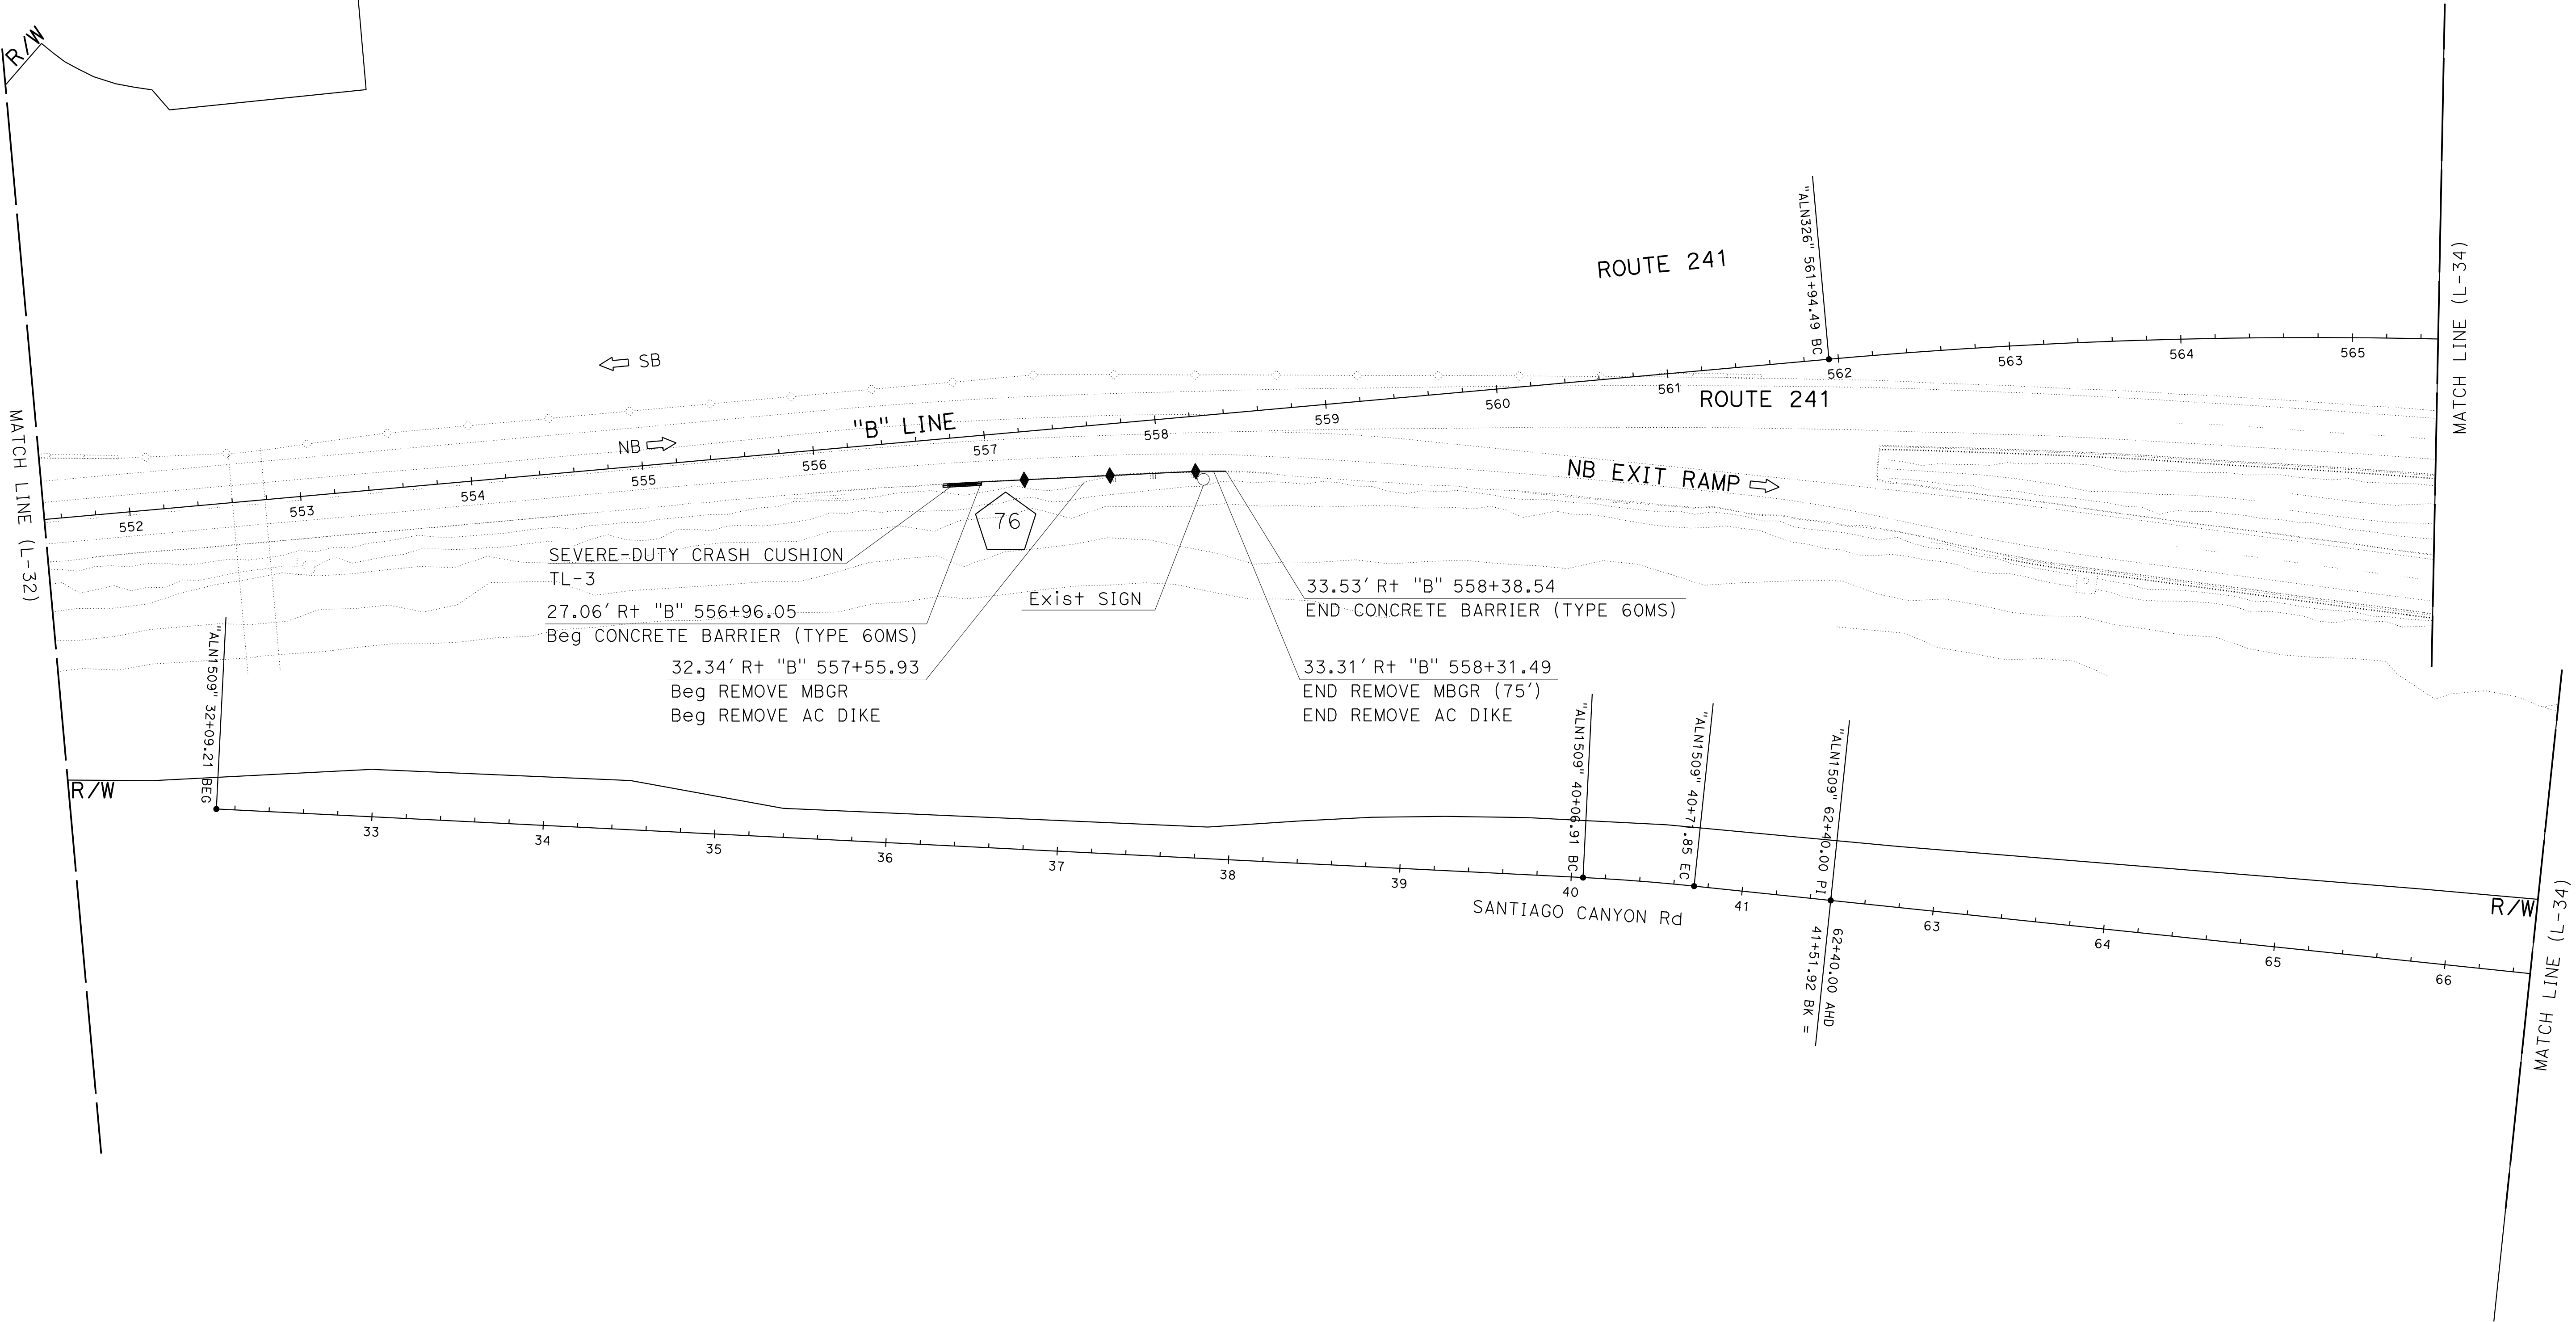 R/W
MATCH LINE (L-32)
ROUTE 241
"ALN326" 561+94.49 BC
MATCH LINE (L-34)
SB
NB
"B" LINE
ROUTE 241
NB EXIT RAMP
552
553
554
555
556
557
558
559
560
561
562
563
564
565
76
SEVERE-DUTY CRASH CUSHION
TL-3
27.06' Rt "B" 556+96.05
Beg CONCRETE BARRIER (TYPE 60MS)
32.34' Rt "B" 557+55.93
Beg REMOVE MBGR
Beg REMOVE AC DIKE
Exist SIGN
33.53' Rt "B" 558+38.54
END CONCRETE BARRIER (TYPE 60MS)
33.31' Rt "B" 558+31.49
END REMOVE MBGR (75')
END REMOVE AC DIKE
"ALN1509" 32+09.21 BEG
"ALN1509" 40+06.91 BC
"ALN1509" 40+71.85 EC
"ALN1509" 62+40.00 PI
R/W
33
34
35
36
37
38
39
40
41
63
64
65
66
SANTIAGO CANYON Rd
41+51.92 BK =
62+40.00 AHD
R/W
MATCH LINE (L-34)